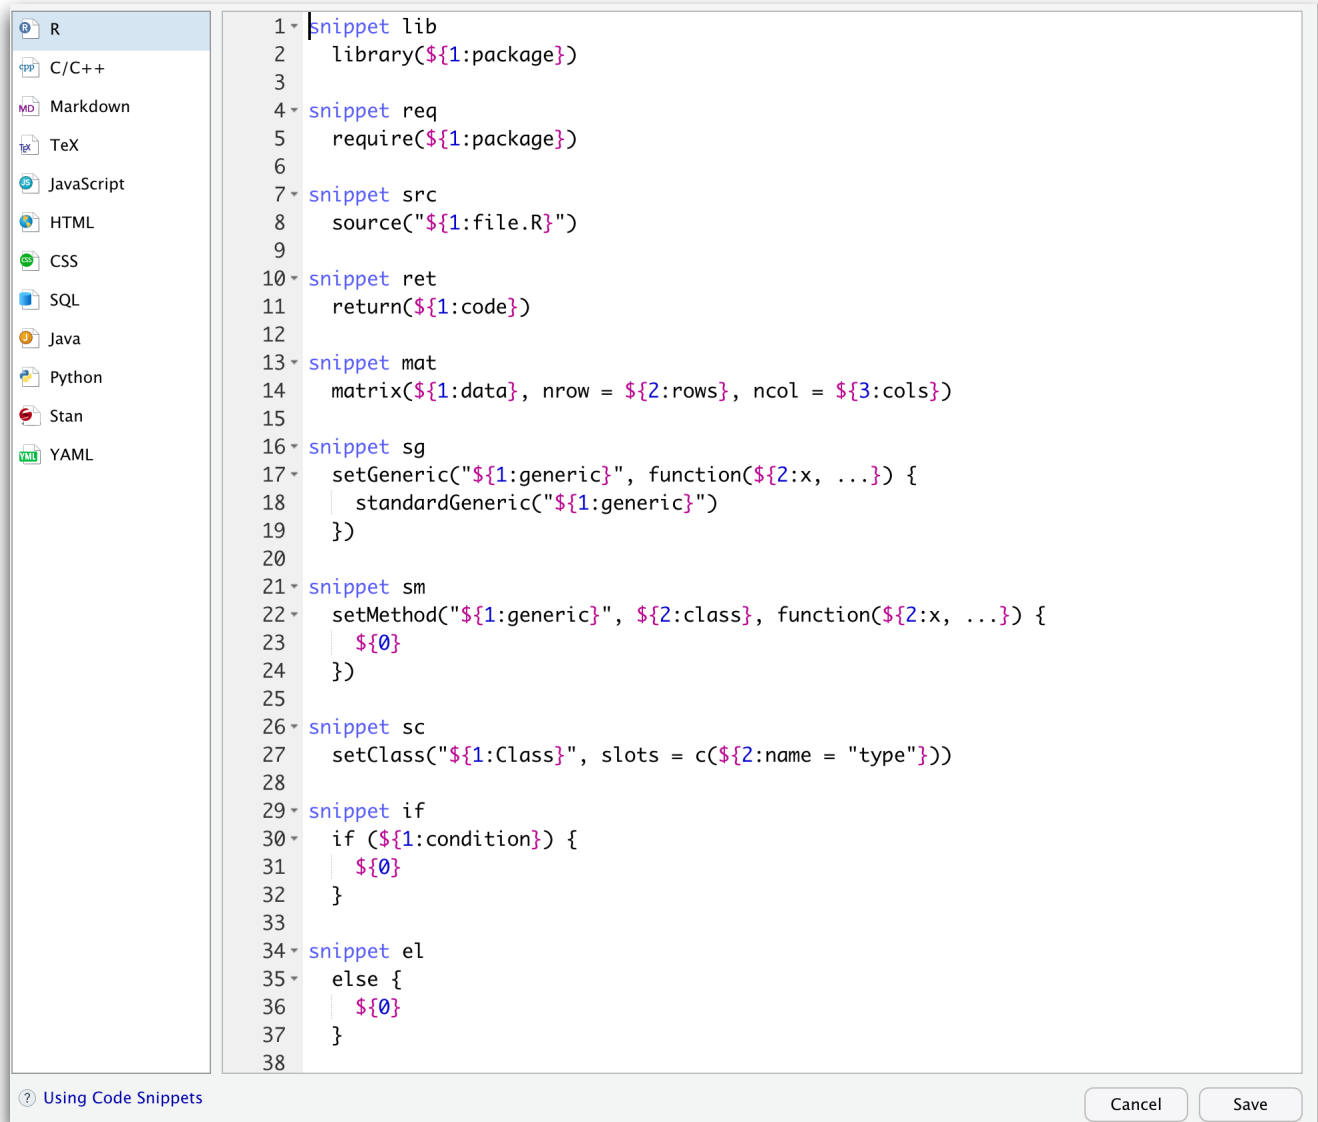 R
C/C++
Markdown
TeX
JavaScript
HTML
CSS
SQL
Java
Python
Stan
YAML
1 snippet lib
2   library(${1:package})
3
4 snippet req
5   require(${1:package})
6
7 snippet src
8   source("${1:file.R}")
9
10 snippet ret
11   return(${1:code})
12
13 snippet mat
14   matrix(${1:data}, nrow = ${2:rows}, ncol = ${3:cols})
15
16 snippet sg
17   setGeneric("${1:generic}", function(${2:x, ...}) {
18     standardGeneric("${1:generic}")
19   })
20
21 snippet sm
22   setMethod("${1:generic}", ${2:class}, function(${2:x, ...}) {
23     ${0}
24   })
25
26 snippet sc
27   setClass("${1:Class}", slots = c(${2:name = "type"}))
28
29 snippet if
30   if (${1:condition}) {
31     ${0}
32   }
33
34 snippet el
35   else {
36     ${0}
37   }
38
? Using Code Snippets
Cancel
Save